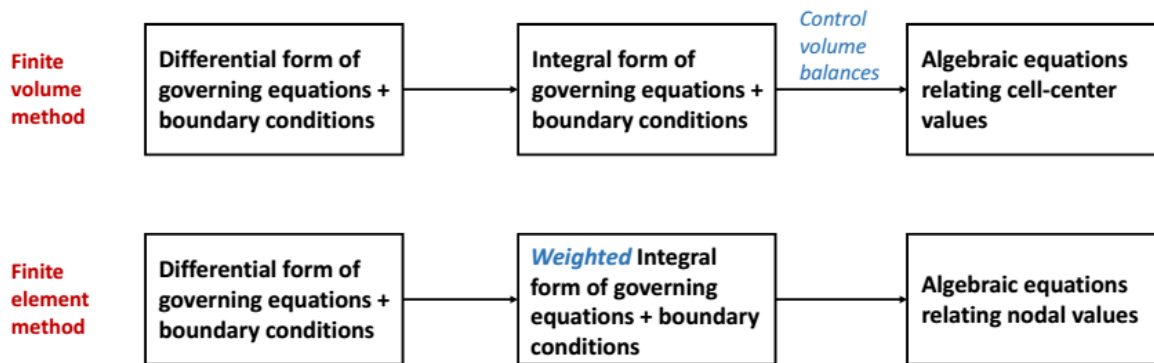 Finite
volume
method
Differential form of
governing equations +
boundary conditions
Integral form of
governing equations +
boundary conditions
Control
volume
balances
Algebraic equations
relating cell-center
values
Finite
element
method
Differential form of
governing equations +
boundary conditions
Weighted Integral
form of governing
equations + boundary
conditions
Algebraic equations
relating nodal values